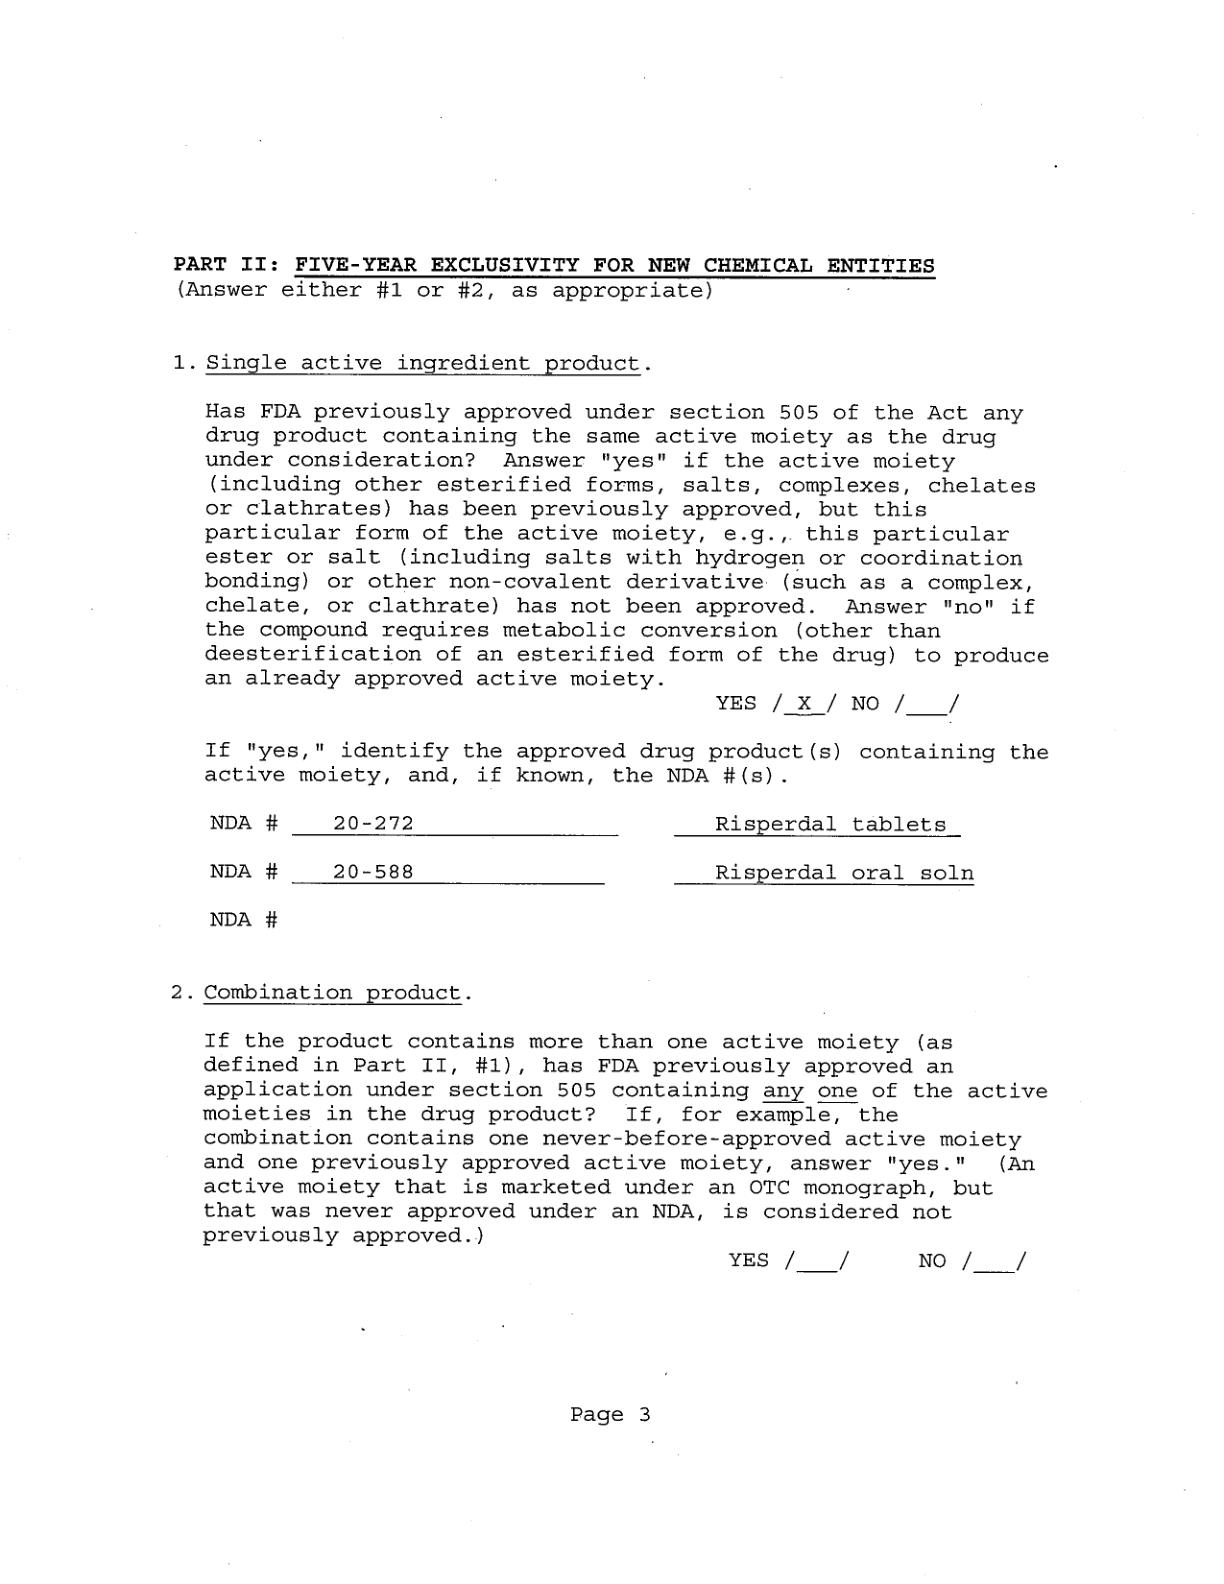 PART II: FIVE-YEAR EXCLUSIVITY FOR NEW CHEMICAL ENTITIES
(Answer either #1 or #2, as appropriate)
1. Single active ingredient product.
Has FDA previously approved under section 505 of the Act any
drug product containing the same active moiety as the drug
under consideration? Answer "yes" if the active moiety
(including other esterified forms, salts, complexes, chelates
or clathrates) has been previously approved, but this
particular form of the active moiety, e.g., this particular
ester or salt (including salts with hydrogen or coordination
bonding) or other non-covalent derivative (such as a complex,
chelate, or clathrate) has not been approved. Answer "no" if
the compound requires metabolic conversion (other than
deesterification of an esterified form of the drug) to produce
an already approved active moiety.
YES /_X_/ NO /___/
If "yes," identify the approved drug product(s) containing the
active moiety, and, if known, the NDA #(s).
NDA # 20-272 Risperdal tablets
NDA # 20-588 Risperdal oral soln
NDA #
2. Combination product.
If the product contains more than one active moiety (as
defined in Part II, #1), has FDA previously approved an
application under section 505 containing any one of the active
moieties in the drug product? If, for example, the
combination contains one never-before-approved active moiety
and one previously approved active moiety, answer "yes." (An
active moiety that is marketed under an OTC monograph, but
that was never approved under an NDA, is considered not
previously approved.)
YES /___/ NO /___/
Page 3